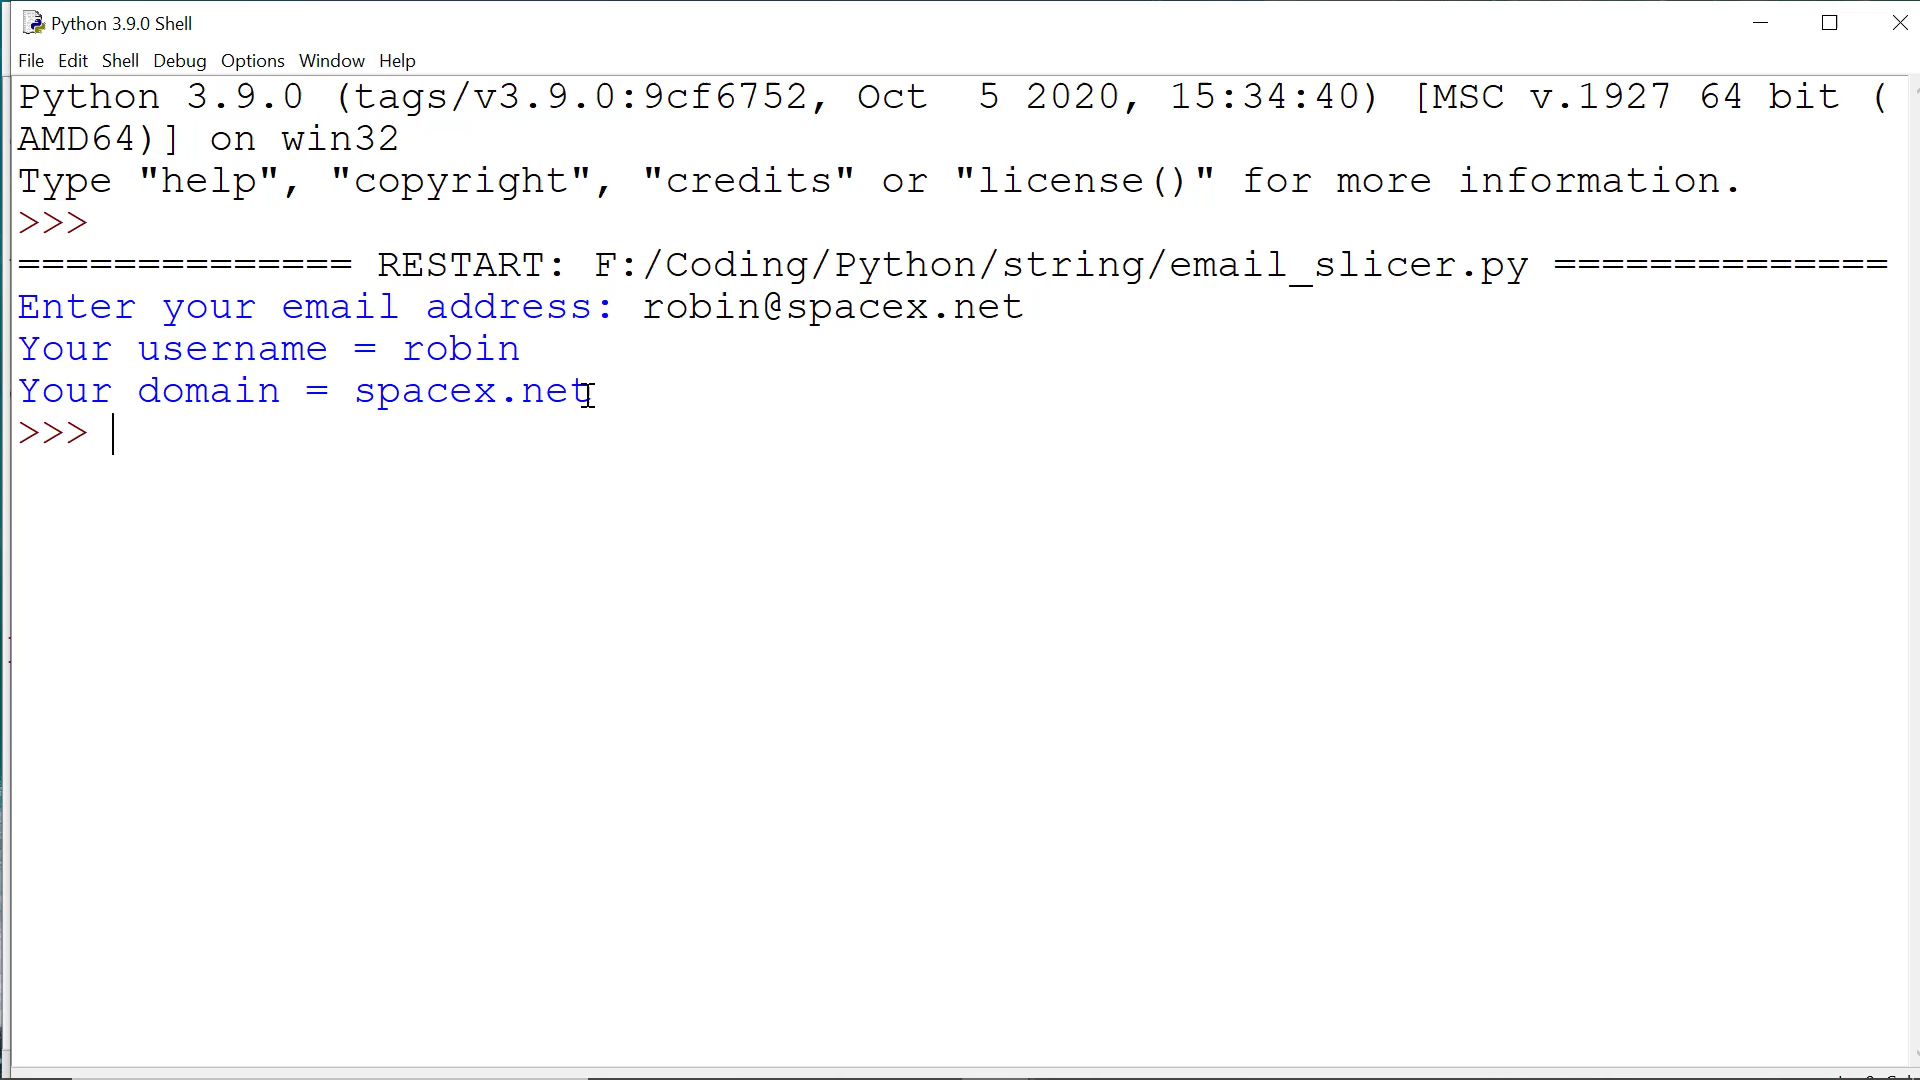 Python 3.9.0 Shell
File Edit Shell Debug Options Window Help
Python 3.9.0 (tags/v3.9.0:9cf6752, Oct  5 2020, 15:34:40) [MSC v.1927 64 bit (
AMD64)] on win32
Type "help", "copyright", "credits" or "license()" for more information.
>>>
============== RESTART: F:/Coding/Python/string/email_slicer.py ==============
Enter your email address: robin@spacex.net
Your username = robin
Your domain = spacex.net
>>>